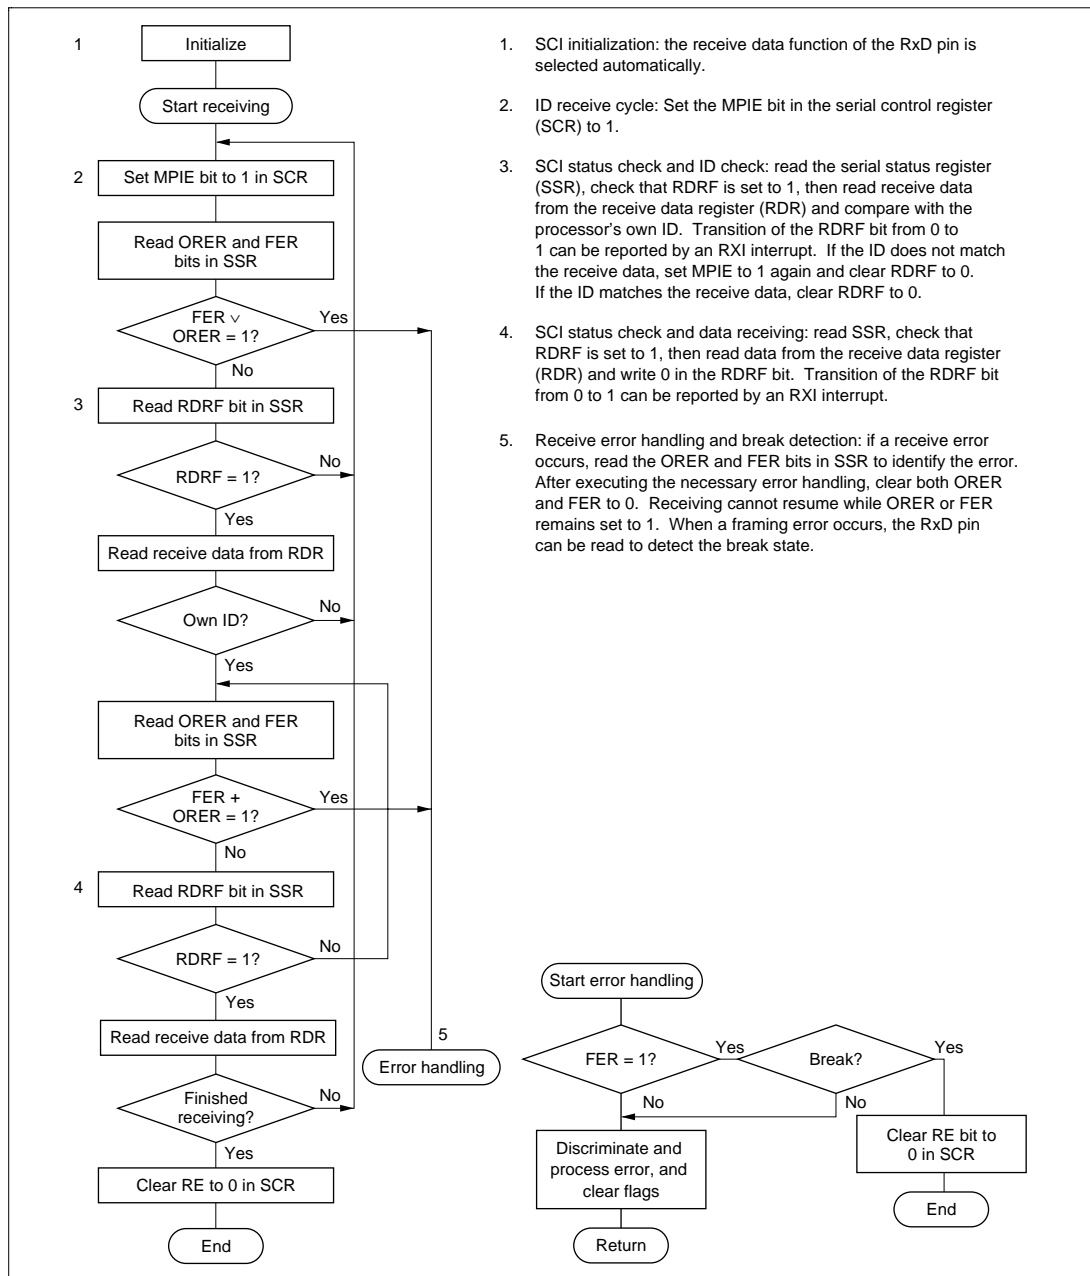 1
Initialize
Start receiving
2
Set MPIE bit to 1 in SCR
Read ORER and FER
bits in SSR
FER ∨
ORER = 1?
Yes
No
3
Read RDRF bit in SSR
RDRF = 1?
No
Yes
Read receive data from RDR
Own ID?
No
Yes
Read ORER and FER
bits in SSR
FER +
ORER = 1?
Yes
No
4
Read RDRF bit in SSR
RDRF = 1?
No
Yes
Read receive data from RDR
5
Error handling
Finished
receiving?
No
Yes
Clear RE to 0 in SCR
End
1. SCI initialization: the receive data function of the RxD pin is
selected automatically.
2. ID receive cycle: Set the MPIE bit in the serial control register
(SCR) to 1.
3. SCI status check and ID check: read the serial status register
(SSR), check that RDRF is set to 1, then read receive data
from the receive data register (RDR) and compare with the
processor's own ID. Transition of the RDRF bit from 0 to
1 can be reported by an RXI interrupt. If the ID does not match
the receive data, set MPIE to 1 again and clear RDRF to 0.
If the ID matches the receive data, clear RDRF to 0.
4. SCI status check and data receiving: read SSR, check that
RDRF is set to 1, then read data from the receive data register
(RDR) and write 0 in the RDRF bit. Transition of the RDRF bit
from 0 to 1 can be reported by an RXI interrupt.
5. Receive error handling and break detection: if a receive error
occurs, read the ORER and FER bits in SSR to identify the error.
After executing the necessary error handling, clear both ORER
and FER to 0. Receiving cannot resume while ORER or FER
remains set to 1. When a framing error occurs, the RxD pin
can be read to detect the break state.
Start error handling
FER = 1?
Yes
Break?
Yes
No
No
Discriminate and
process error, and
clear flags
Clear RE bit to
0 in SCR
End
Return